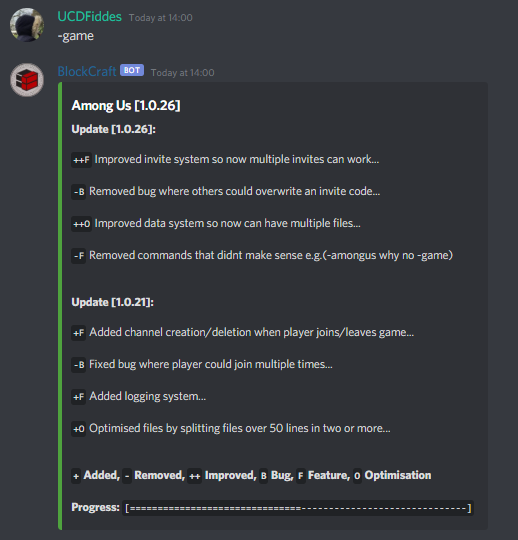 UCDFiddes Today at 14:00
-game
BlockCraft BOT Today at 14:00
Among Us [1.0.26]
Update [1.0.26]:
++F Improved invite system so now multiple invites can work...
-B Removed bug where others could overwrite an invite code...
++O Improved data system so now can have multiple files...
-F Removed commands that didnt make sense e.g.(-amongus why no -game)
Update [1.0.21]:
+F Added channel creation/deletion when player joins/leaves game...
-B Fixed bug where player could join multiple times...
+F Added logging system...
+O Optimised files by splitting files over 50 lines in two or more...
+ Added, - Removed, ++ Improved, B Bug, F Feature, O Optimisation
Progress: [===============================------------------------------]